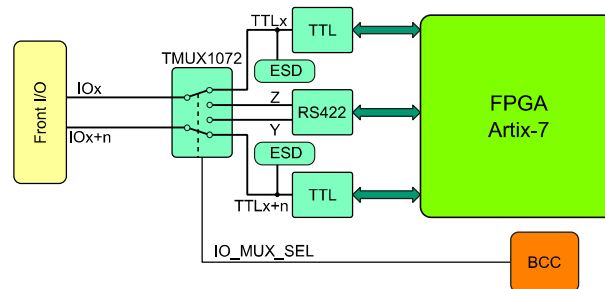 TTLx
TTL
TMUX1072
ESD
IOx
Z
RS422
FPGA
Artix-7
Front I/O
Y
IOx+n
ESD
TTL
TTLx+n
IO_MUX_SEL
BCC